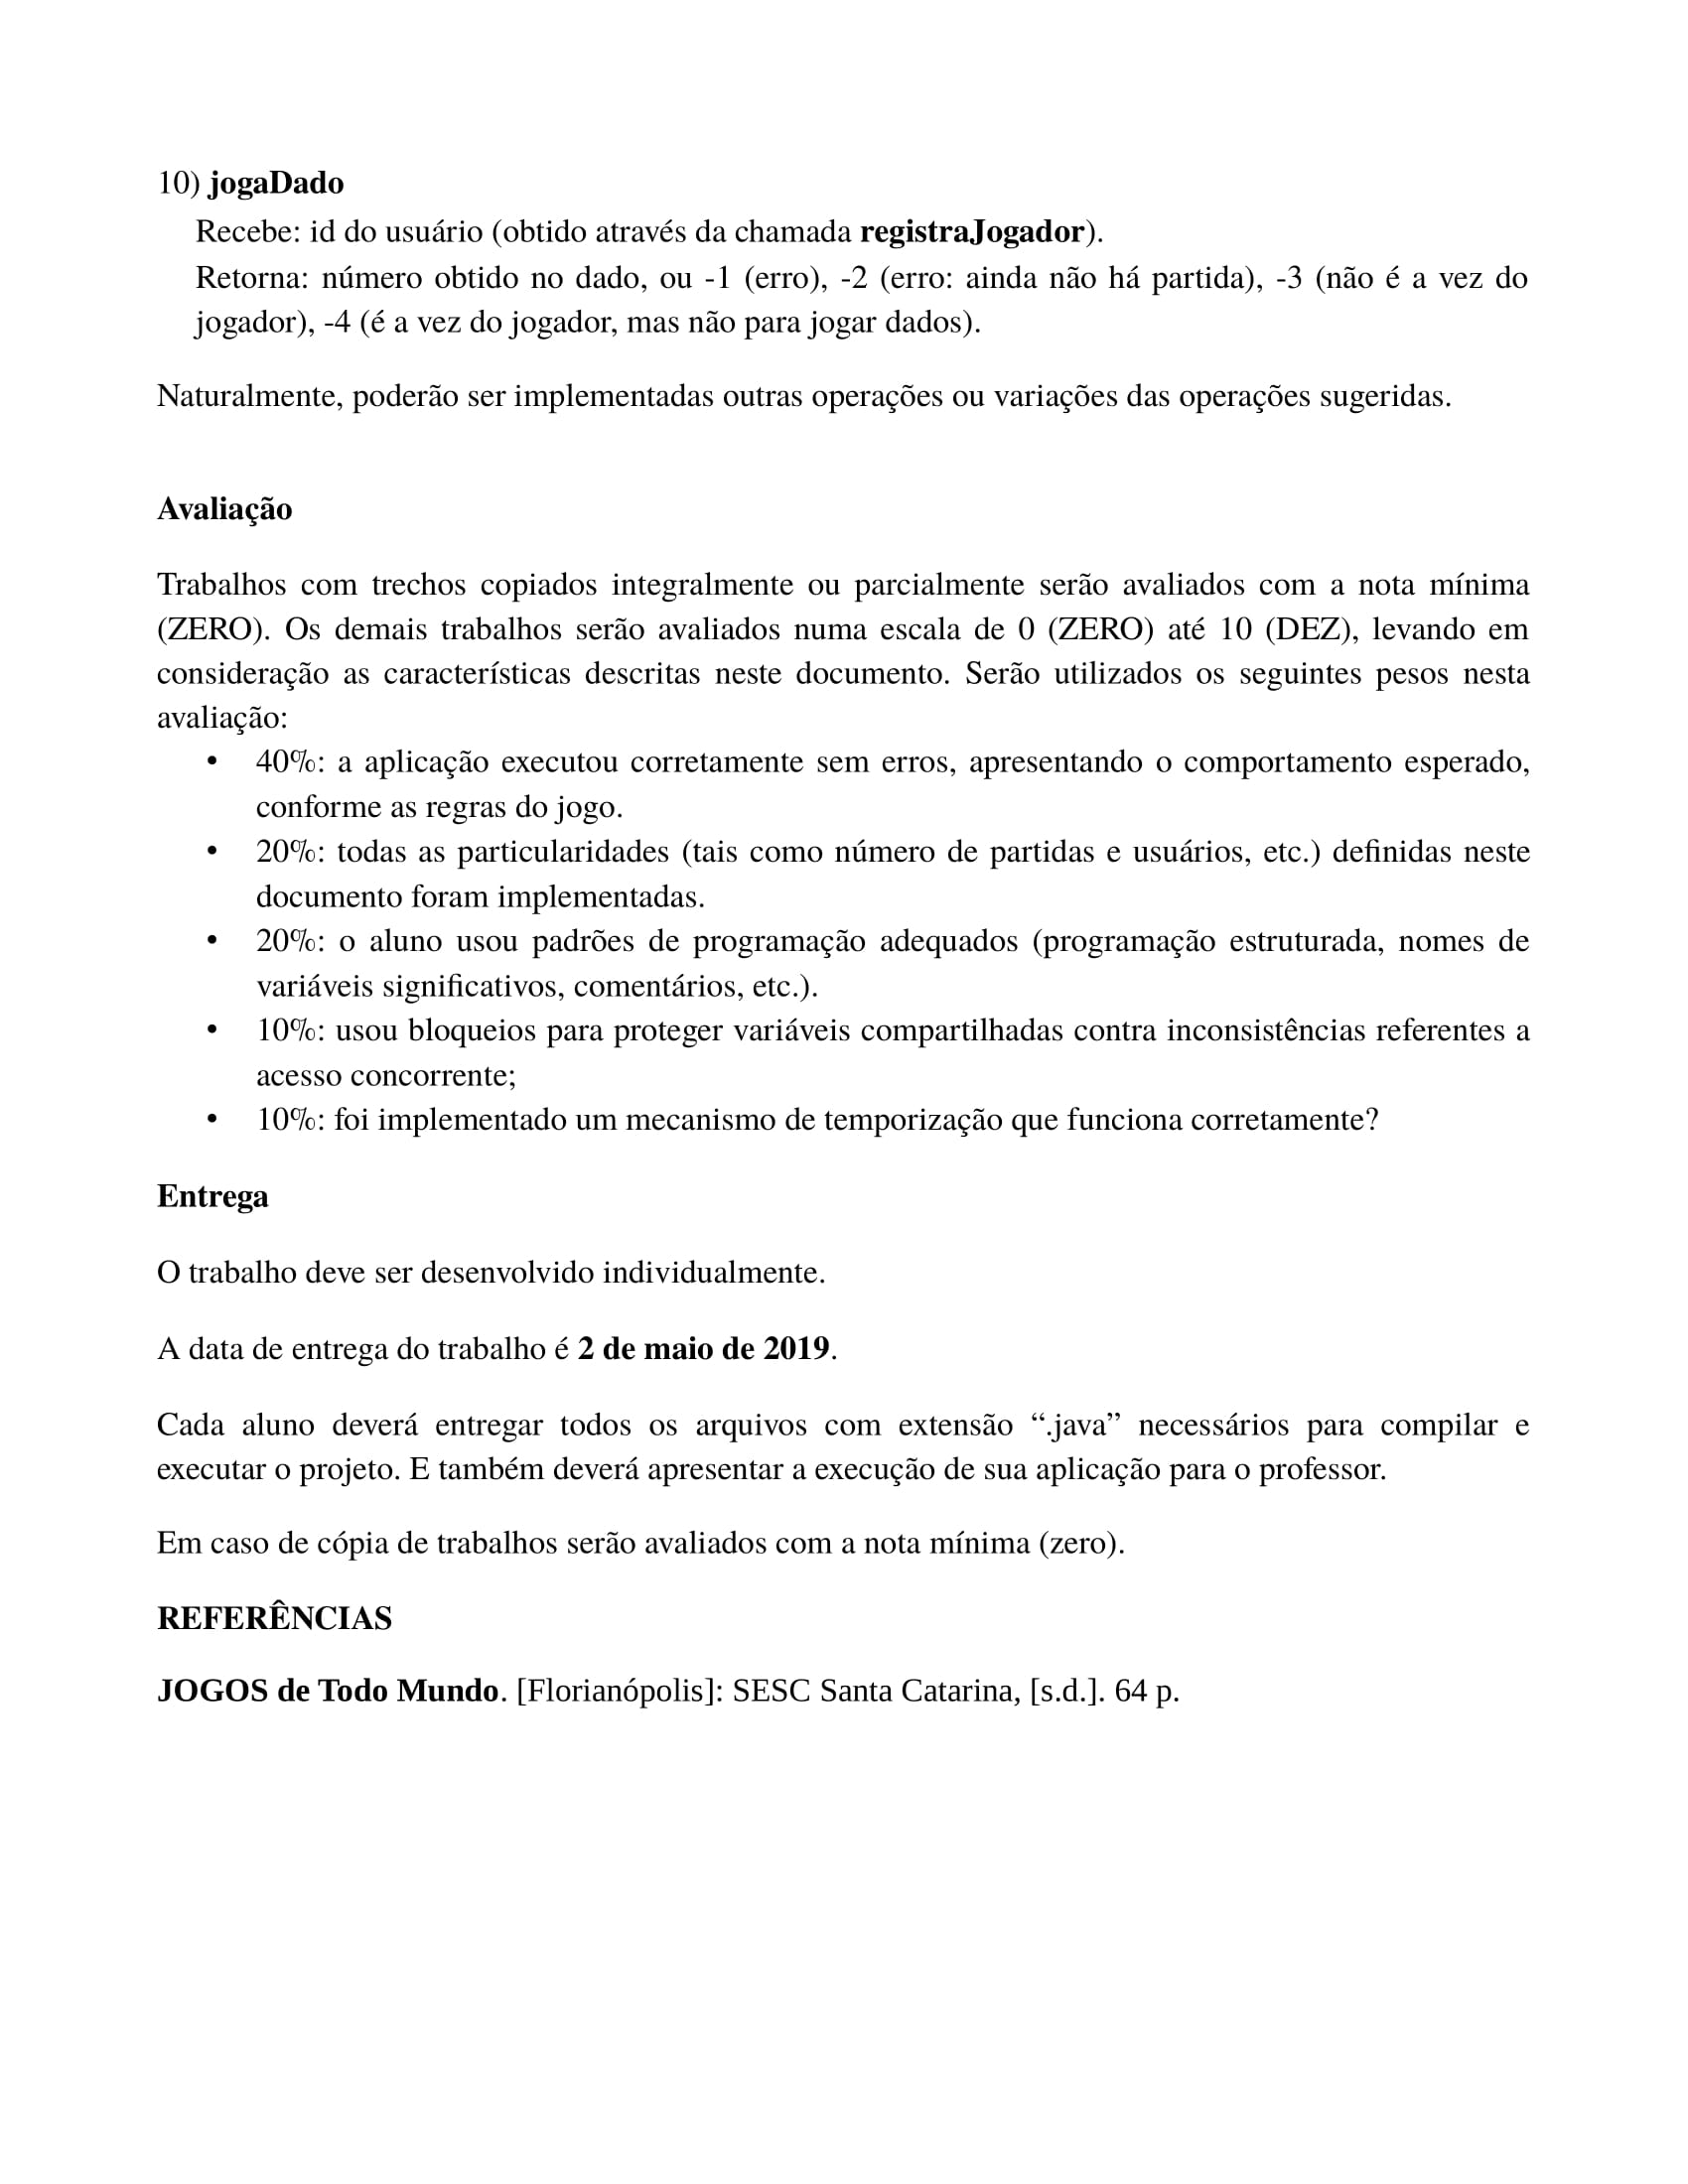 10) jogaDado
Recebe: id do usuário (obtido através da chamada registraJogador).
Retorna: número obtido no dado, ou -1 (erro), -2 (erro: ainda não há partida), -3 (não é a vez do
jogador), -4 (é a vez do jogador, mas não para jogar dados).
Naturalmente, poderão ser implementadas outras operações ou variações das operações sugeridas.
Avaliação
Trabalhos com trechos copiados integralmente ou parcialmente serão avaliados com a nota mínima
(ZERO). Os demais trabalhos serão avaliados numa escala de 0 (ZERO) até 10 (DEZ), levando em
consideração as características descritas neste documento. Serão utilizados os seguintes pesos nesta
avaliação:
• 40%: a aplicação executou corretamente sem erros, apresentando o comportamento esperado,
conforme as regras do jogo.
• 20%: todas as particularidades (tais como número de partidas e usuários, etc.) definidas neste
documento foram implementadas.
• 20%: o aluno usou padrões de programação adequados (programação estruturada, nomes de
variáveis significativos, comentários, etc.).
• 10%: usou bloqueios para proteger variáveis compartilhadas contra inconsistências referentes a
acesso concorrente;
• 10%: foi implementado um mecanismo de temporização que funciona corretamente?
Entrega
O trabalho deve ser desenvolvido individualmente.
A data de entrega do trabalho é 2 de maio de 2019.
Cada aluno deverá entregar todos os arquivos com extensão “.java” necessários para compilar e
executar o projeto. E também deverá apresentar a execução de sua aplicação para o professor.
Em caso de cópia de trabalhos serão avaliados com a nota mínima (zero).
REFERÊNCIAS
JOGOS de Todo Mundo. [Florianópolis]: SESC Santa Catarina, [s.d.]. 64 p.